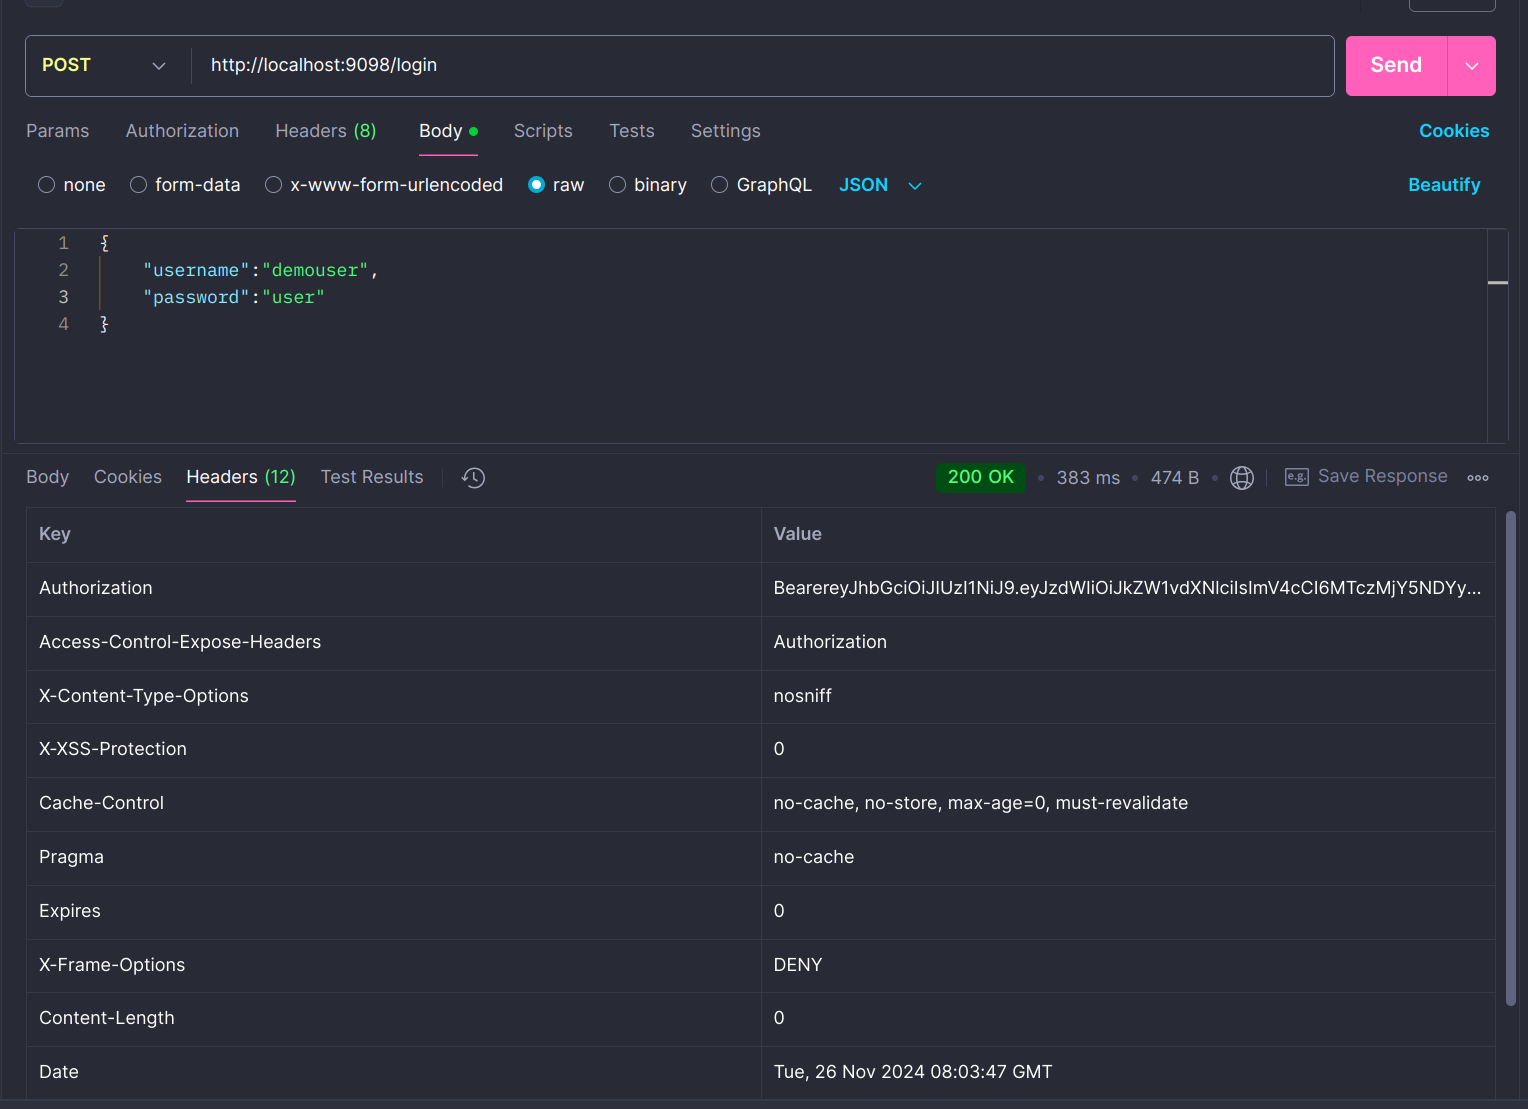 POST http://localhost:9098/login Send
Params Authorization Headers (8) Body Scripts Tests Settings Cookies
none form-data x-www-form-urlencoded raw binary GraphQL JSON Beautify
1 {
2 "username":"demouser",
3 "password":"user"
4 }
Body Cookies Headers (12) Test Results 200 OK • 383 ms • 474 B • e.g. Save Response
Key Value
Authorization BearereyJhbGciOiJIUzI1NiJ9.eyJzdWIiOiJkZW1vdXNlciIsImV4cCI6MTczMjY5NDYy...
Access-Control-Expose-Headers Authorization
X-Content-Type-Options nosniff
X-XSS-Protection 0
Cache-Control no-cache, no-store, max-age=0, must-revalidate
Pragma no-cache
Expires 0
X-Frame-Options DENY
Content-Length 0
Date Tue, 26 Nov 2024 08:03:47 GMT